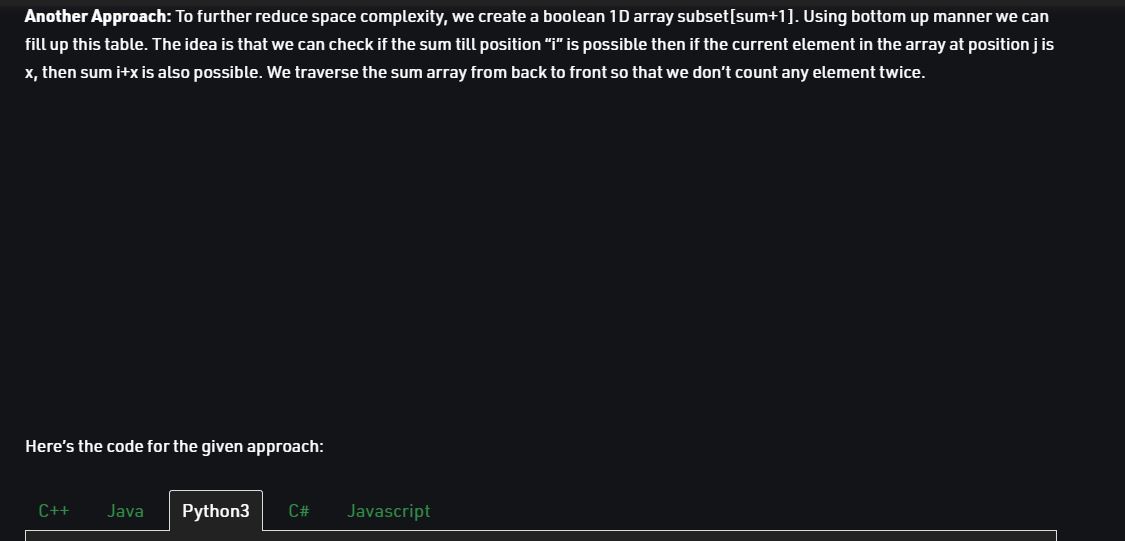 Another Approach: To further reduce space complexity, we create a boolean 1D array subset[sum+1]. Using bottom up manner we can
fill up this table. The idea is that we can check if the sum till position “i” is possible then if the current element in the array at position j is
x, then sum i+x is also possible. We traverse the sum array from back to front so that we don’t count any element twice.
Here’s the code for the given approach:
C++ Java Python3 C# Javascript